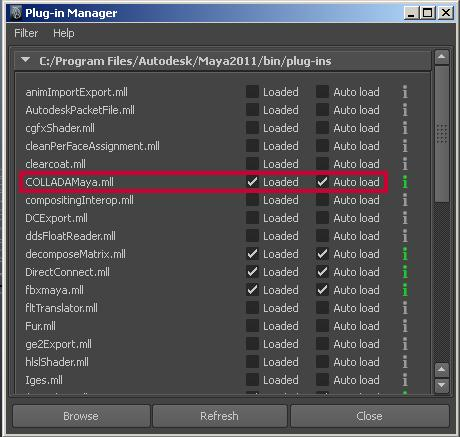 Plug-in Manager
Filter Help
C:/Program Files/Autodesk/Maya2011/bin/plug-ins
animImportExport.mll Loaded Auto load i
AutodeskPacketFile.mll Loaded Auto load i
cgfxShader.mll Loaded Auto load i
cleanPerFaceAssignment.mll Loaded Auto load i
clearcoat.mll Loaded Auto load i
COLLADAMaya.mll Loaded Auto load i
compositingInterop.mll Loaded Auto load i
DCExport.mll Loaded Auto load i
ddsFloatReader.mll Loaded Auto load i
decomposeMatrix.mll Loaded Auto load i
DirectConnect.mll Loaded Auto load i
fbxmaya.mll Loaded Auto load i
fltTranslator.mll Loaded Auto load i
Fur.mll Loaded Auto load i
ge2Export.mll Loaded Auto load i
hlslShader.mll Loaded Auto load i
Iges.mll Loaded Auto load i
Browse Refresh Close